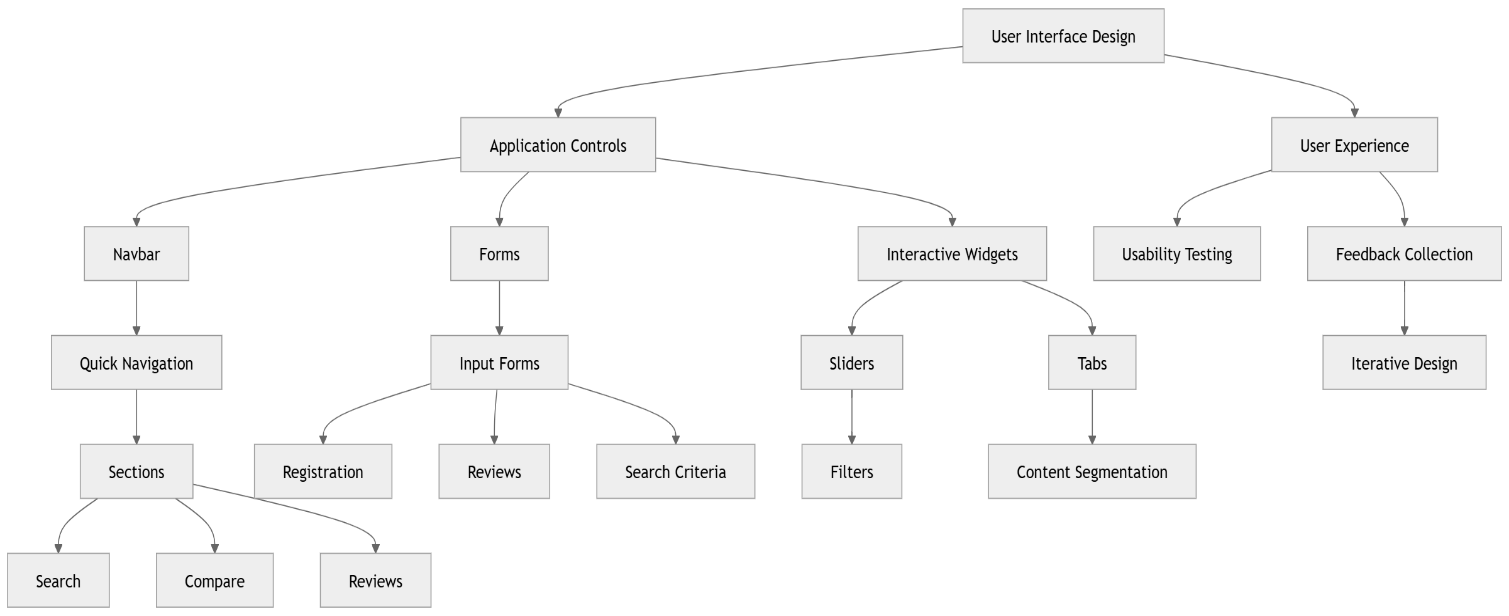 User Interface Design
Application Controls
User Experience
Navbar
Forms
Interactive Widgets
Usability Testing
Feedback Collection
Quick Navigation
Input Forms
Sliders
Tabs
Iterative Design
Sections
Registration
Reviews
Search Criteria
Filters
Content Segmentation
Search
Compare
Reviews